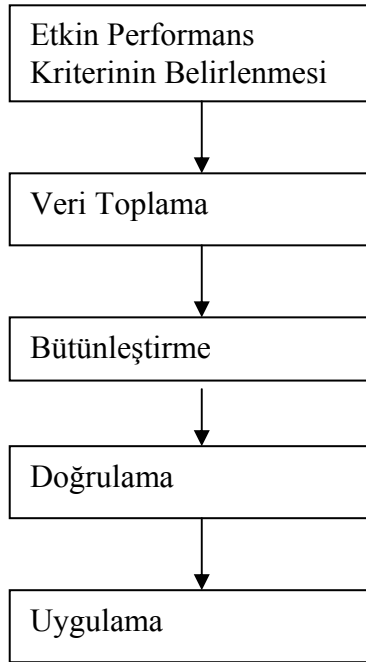 Etkin Performans
Kriterinin Belirlenmesi
Veri Toplama
Bütünleştirme
Doğrulama
Uygulama